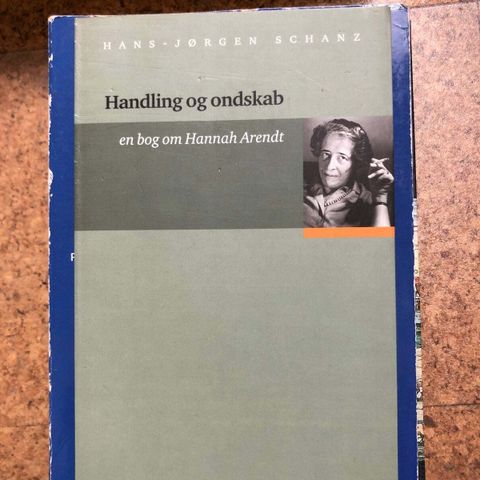 HANS-JØRGEN SCHANZ
Handling og ondskab
en bog om Hannah Arendt